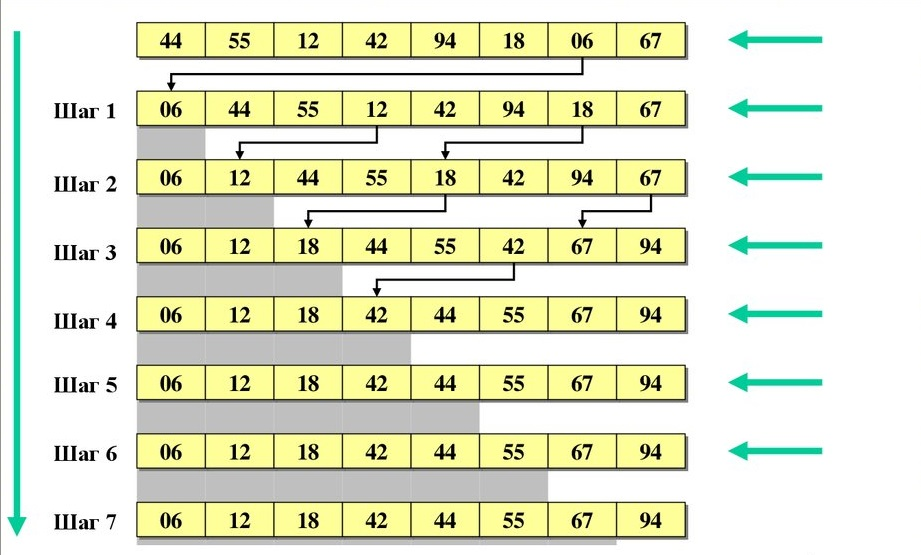 44 55 12 42 94 18 06 67
Шаг 1 06 44 55 12 42 94 18 67
Шаг 2 06 12 44 55 18 42 94 67
Шаг 3 06 12 18 44 55 42 67 94
Шаг 4 06 12 18 42 44 55 67 94
Шаг 5 06 12 18 42 44 55 67 94
Шаг 6 06 12 18 42 44 55 67 94
Шаг 7 06 12 18 42 44 55 67 94